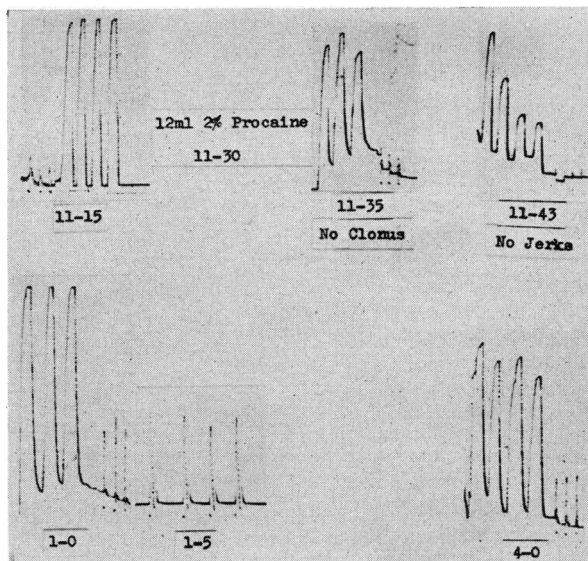 12ml 2% Procaine
11-30
11-15
11-35
11-43
No Clonus
No Jerks
1-0
1-5
4-0